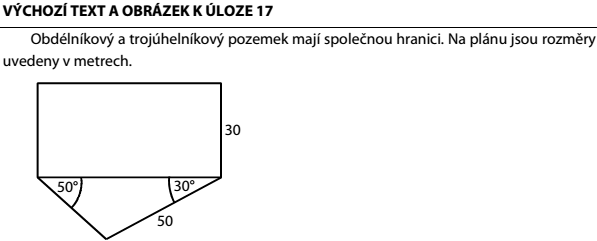 VÝCHOZÍ TEXT A OBRÁZEK K ÚLOZE 17
Obdélníkový a trojúhelníkový pozemek mají společnou hranici. Na plánu jsou rozměry
uvedeny v metrech.
30
50°
30°
50